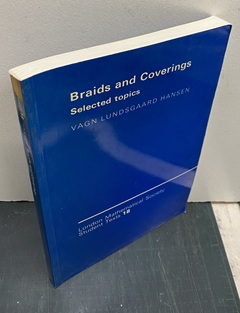 Braids and Coverings
Selected topics
VAGN LUNDSGAARD HANSEN
London Mathematical Society
Student Texts 18